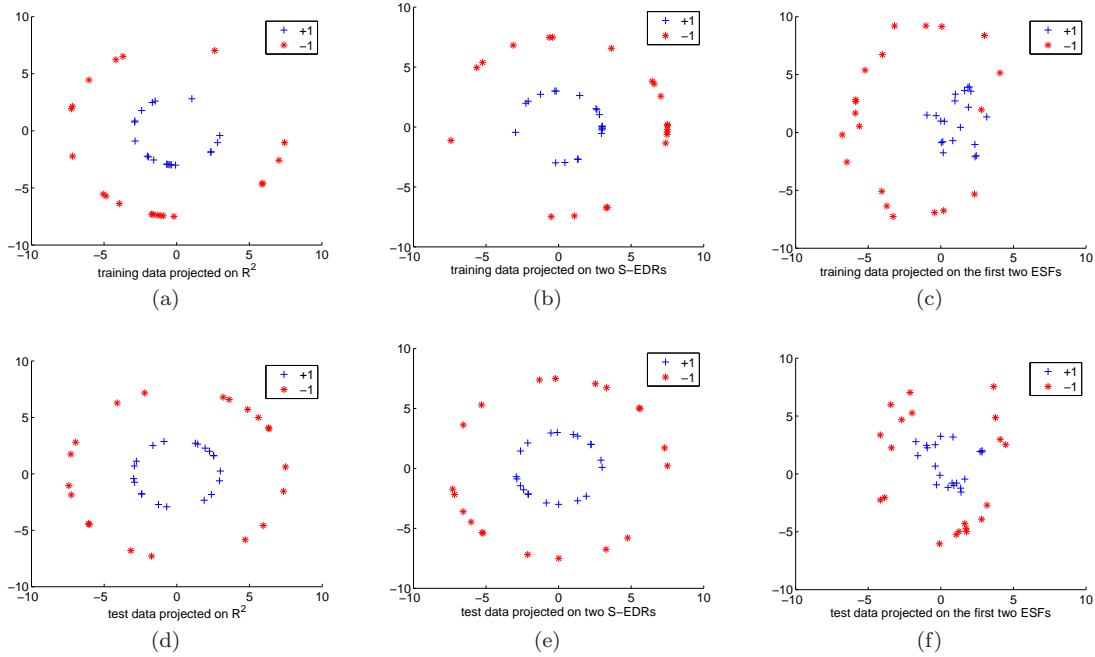 10
5
0
−5
−10
−10 −5 0 5 10
+1
−1
training data projected on R²
(a)
10
5
0
−5
−10
−10 −5 0 5 10
+1
−1
training data projected on two S−EDRs
(b)
10
5
0
−5
−10
−10 −5 0 5 10
+1
−1
training data projected on the first two ESFs
(c)
10
5
0
−5
−10
−10 −5 0 5 10
+1
−1
test data projected on R²
(d)
10
5
0
−5
−10
−10 −5 0 5 10
+1
−1
test data projected on two S−EDRs
(e)
10
5
0
−5
−10
−10 −5 0 5 10
+1
−1
test data projected on the first two ESFs
(f)